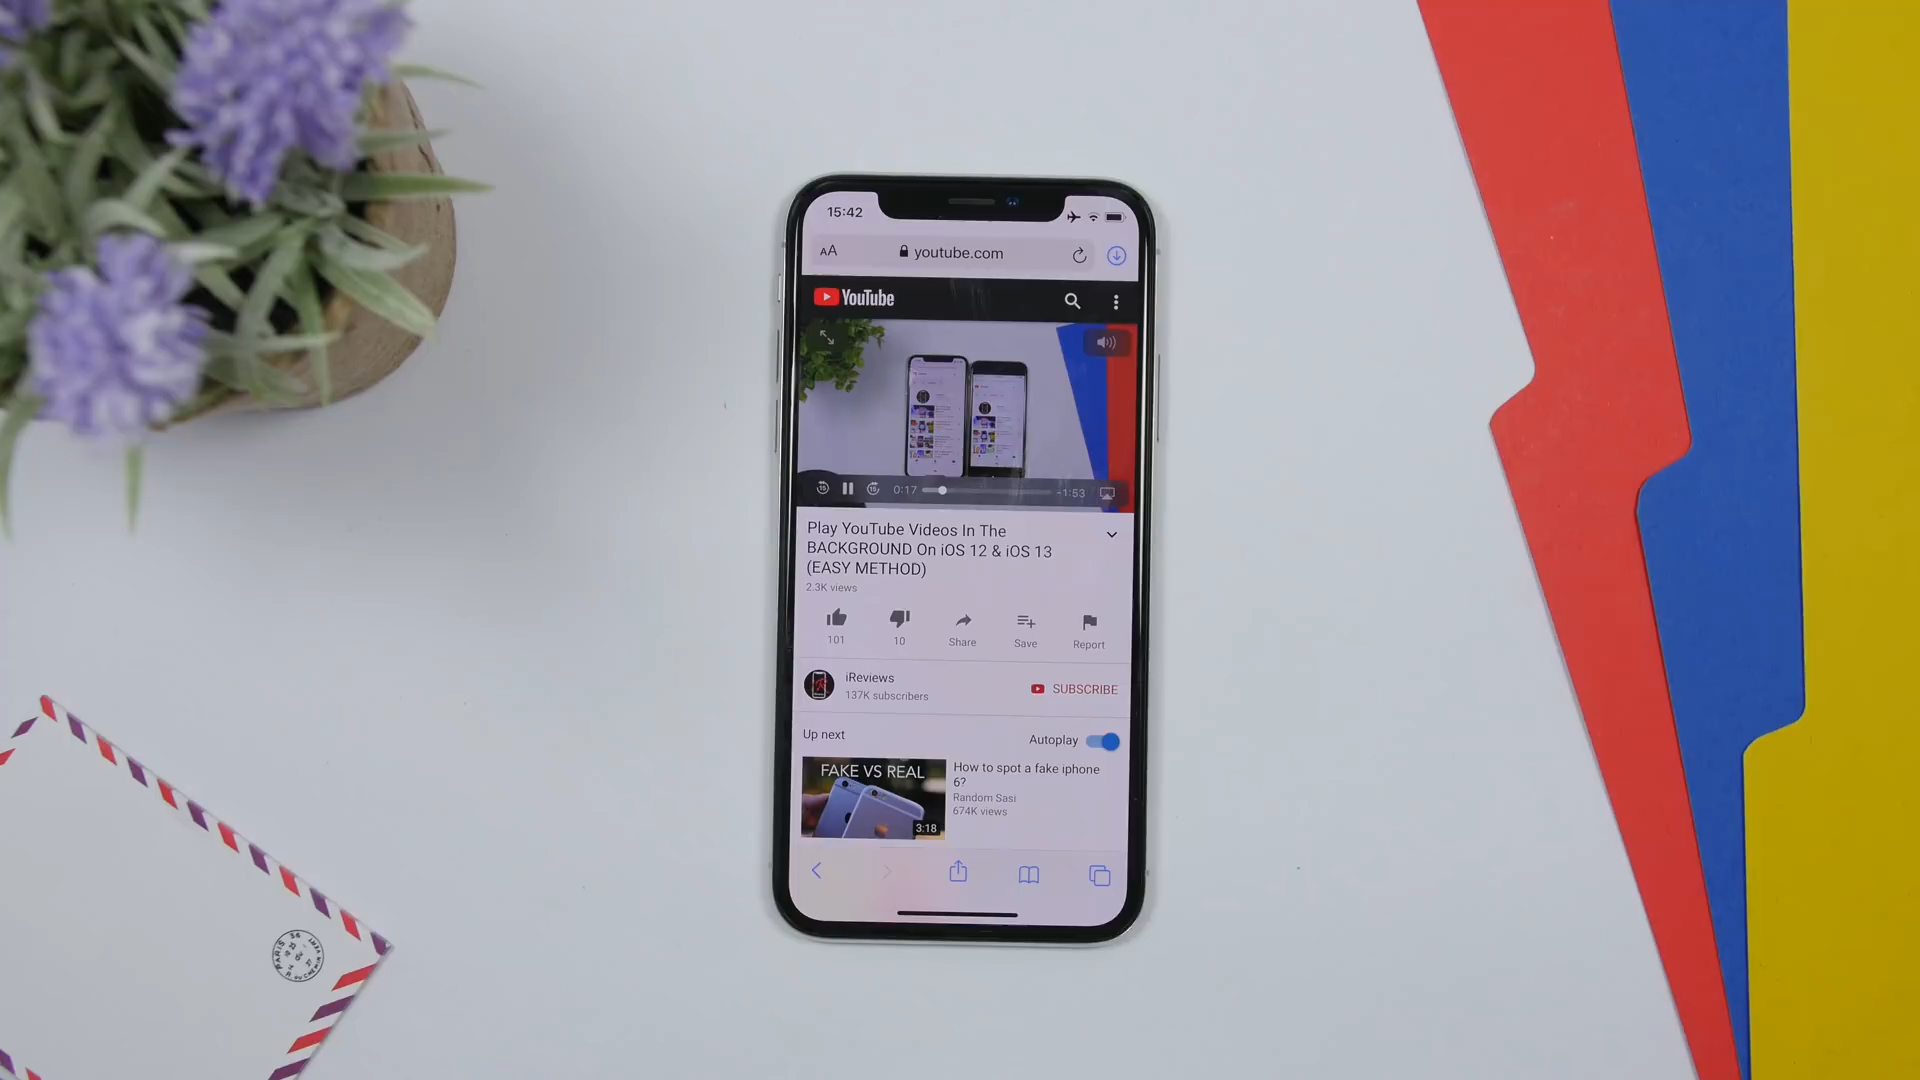 15:42
AA youtube.com
YouTube
0:17 -1:53
Play YouTube Videos In The
BACKGROUND On iOS 12 & iOS 13
(EASY METHOD)
2.3K views
101 10 Share Save Report
iReviews
137K subscribers
SUBSCRIBE
Up next Autoplay
FAKE VS REAL
3:18
How to spot a fake iphone
6?
Random Sasi
674K views
PARIS